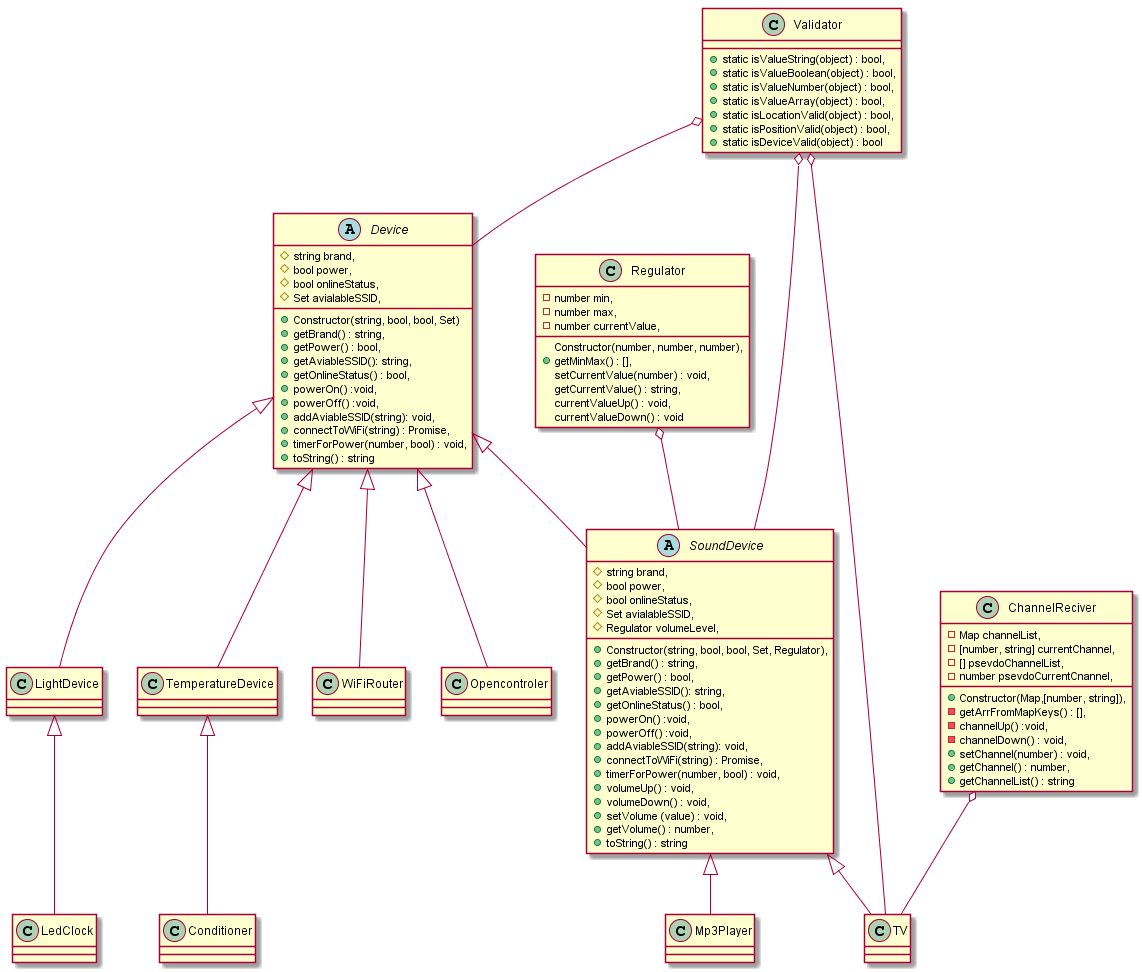 C Validator
static isValueString(object) : bool,
static isValueBoolean(object) : bool,
static isValueNumber(object) : bool,
static isValueArray(object) : bool,
static isLocationValid(object) : bool,
static isPositionValid(object) : bool,
static isDeviceValid(object) : bool
A Device
string brand,
bool power,
bool onlineStatus,
Set avialableSSID,
Constructor(string, bool, bool, Set)
getBrand() : string,
getPower() : bool,
getAviableSSID(): string,
getOnlineStatus() : bool,
powerOn() :void,
powerOff() :void,
addAviableSSID(string): void,
connectToWiFi(string) : Promise,
timerForPower(number, bool) : void,
toString() : string
C Regulator
number min,
number max,
number currentValue,
Constructor(number, number, number),
getMinMax() : [],
setCurrentValue(number) : void,
getCurrentValue() : string,
currentValueUp() : void,
currentValueDown() : void
A SoundDevice
string brand,
bool power,
bool onlineStatus,
Set avialableSSID,
Regulator volumeLevel,
Constructor(string, bool, bool, Set, Regulator),
getBrand() : string,
getPower() : bool,
getAviableSSID(): string,
getOnlineStatus() : bool,
powerOn() :void,
powerOff() :void,
addAviableSSID(string): void,
connectToWiFi(string) : Promise,
timerForPower(number, bool) : void,
volumeUp() : void,
volumeDown() : void,
setVolume (value) : void,
getVolume() : number,
toString() : string
C ChannelReciver
Map channelList,
[number, string] currentChannel,
[] psevdoChannelList,
number psevdoCurrentChannel,
Constructor(Map,[number, string]),
getArrFromMapKeys() : [],
channelUp() :void,
channelDown() : void,
setChannel(number) : void,
getChannel() : number,
getChannelList() : string
C LightDevice
C TemperatureDevice
C WiFiRouter
C Opencontroler
C LedClock
C Conditioner
C Mp3Player
C TV